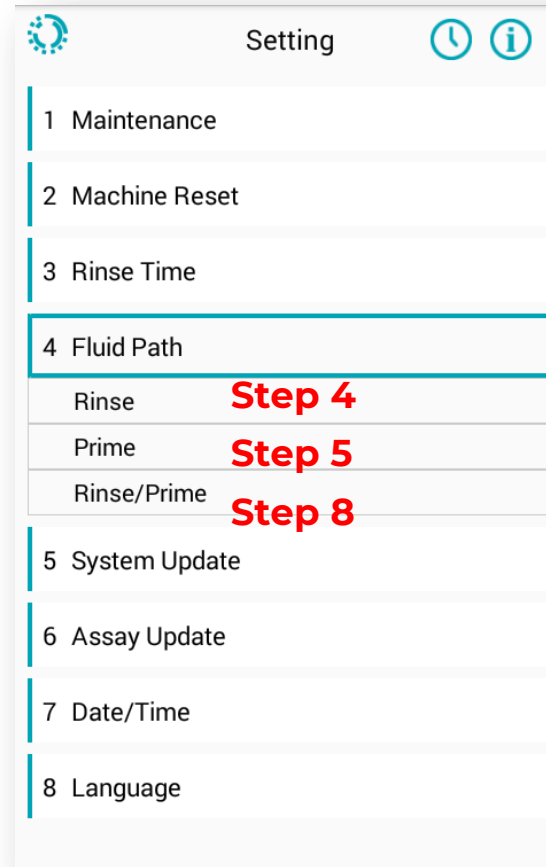 Setting
1 Maintenance
2 Machine Reset
3 Rinse Time
4 Fluid Path
Rinse Step 4
Prime Step 5
Rinse/Prime Step 8
5 System Update
6 Assay Update
7 Date/Time
8 Language